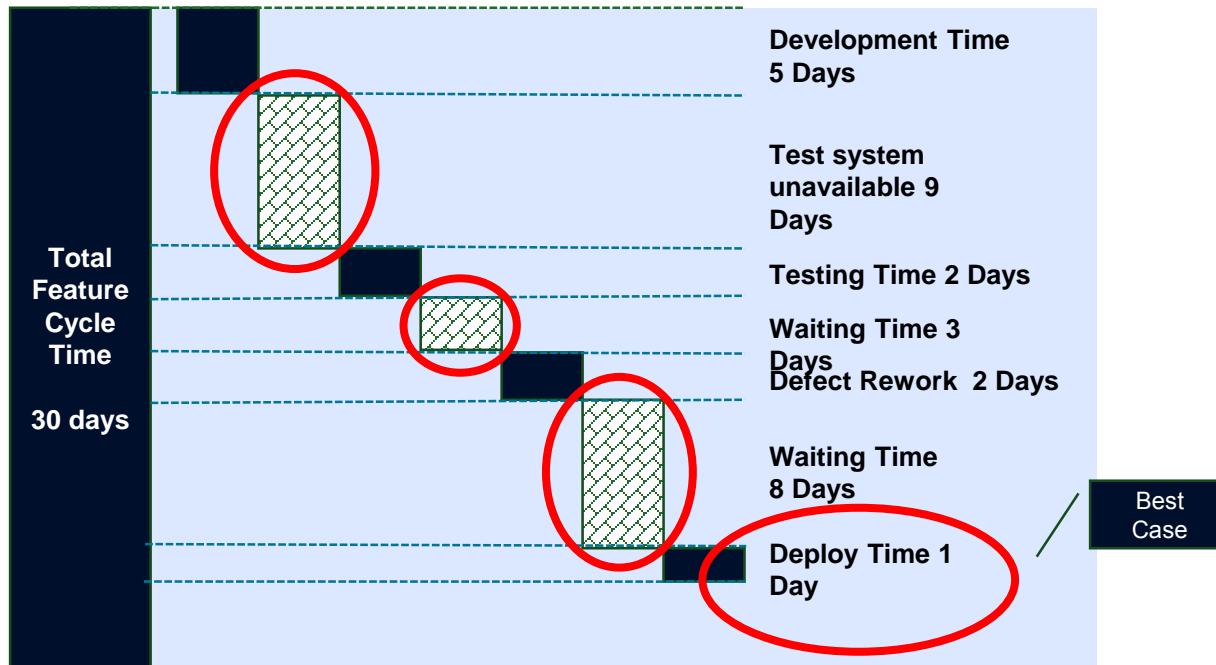 Development Time
5 Days
Test system
unavailable 9
Days
Total
Feature
Cycle
Time
30 days
Testing Time 2 Days
Waiting Time 3
Days
Defect Rework 2 Days
Waiting Time
8 Days
Best
Case
Deploy Time 1
Day